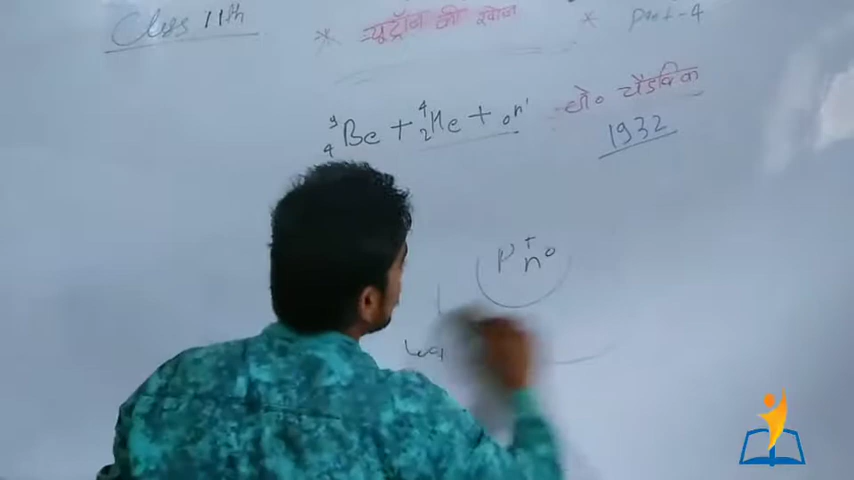 Class 11th * न्यूट्रॉन की खोज * Part-4
⁹₄Be + ⁴₂He + ₀n¹ प्रो० चैडविक
1932
P⁺ n⁰